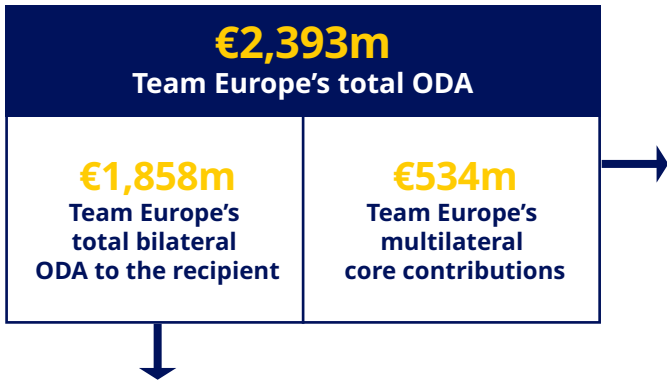 €2,393m
Team Europe’s total ODA
€1,858m
Team Europe’s
total bilateral
ODA to the recipient
€534m
Team Europe’s
multilateral
core contributions